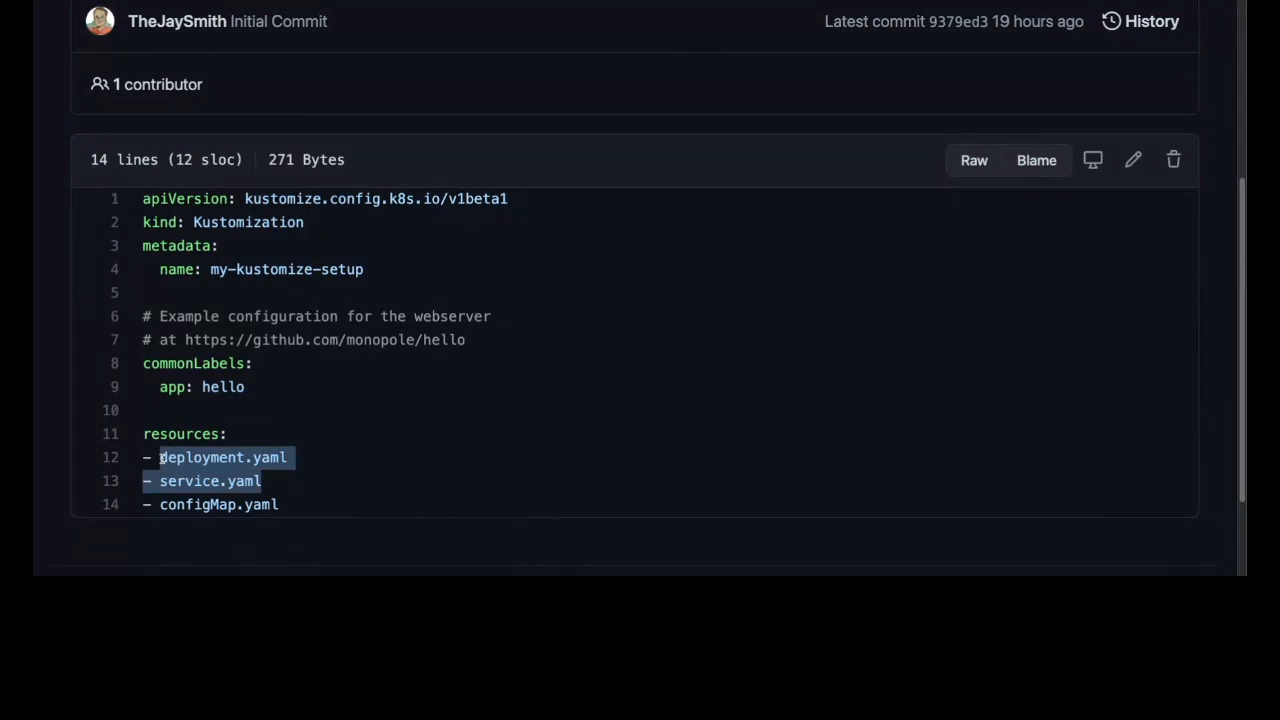 TheJaySmith Initial Commit Latest commit 9379ed3 19 hours ago History
1 contributor
14 lines (12 sloc) 271 Bytes Raw Blame
1 apiVersion: kustomize.config.k8s.io/v1beta1
2 kind: Kustomization
3 metadata:
4   name: my-kustomize-setup
5
6 # Example configuration for the webserver
7 # at https://github.com/monopole/hello
8 commonLabels:
9   app: hello
10
11 resources:
12 - deployment.yaml
13 - service.yaml
14 - configMap.yaml